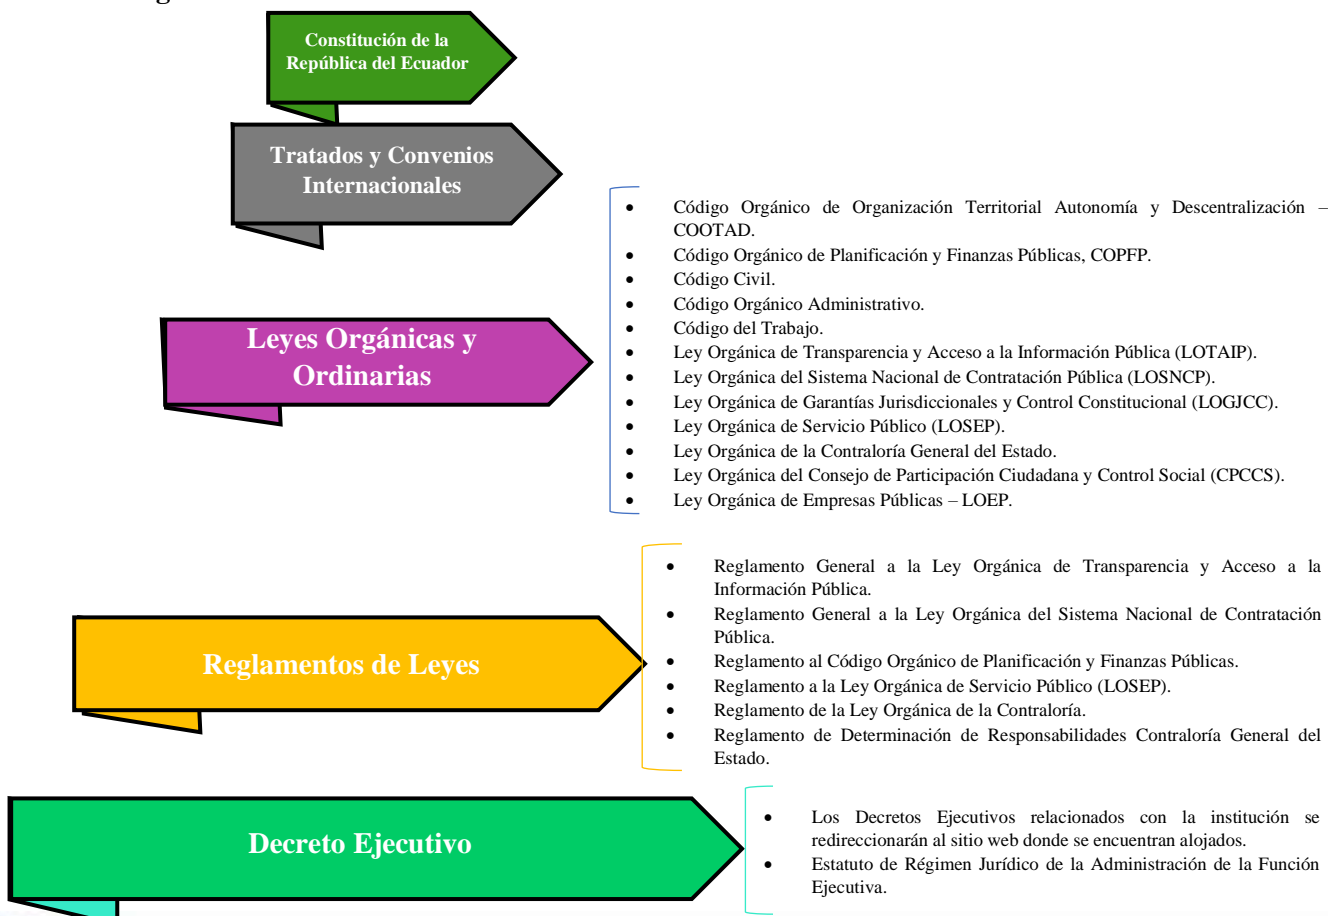 Constitución de la
República del Ecuador
Tratados y Convenios
Internacionales
Leyes Orgánicas y
Ordinarias
• Código Orgánico de Organización Territorial Autonomía y Descentralización –
COOTAD.
• Código Orgánico de Planificación y Finanzas Públicas, COPFP.
• Código Civil.
• Código Orgánico Administrativo.
• Código del Trabajo.
• Ley Orgánica de Transparencia y Acceso a la Información Pública (LOTAIP).
• Ley Orgánica del Sistema Nacional de Contratación Pública (LOSNCP).
• Ley Orgánica de Garantías Jurisdiccionales y Control Constitucional (LOGJCC).
• Ley Orgánica de Servicio Público (LOSEP).
• Ley Orgánica de la Contraloría General del Estado.
• Ley Orgánica del Consejo de Participación Ciudadana y Control Social (CPCCS).
• Ley Orgánica de Empresas Públicas – LOEP.
Reglamentos de Leyes
• Reglamento General a la Ley Orgánica de Transparencia y Acceso a la
Información Pública.
• Reglamento General a la Ley Orgánica del Sistema Nacional de Contratación
Pública.
• Reglamento al Código Orgánico de Planificación y Finanzas Públicas.
• Reglamento a la Ley Orgánica de Servicio Público (LOSEP).
• Reglamento de la Ley Orgánica de la Contraloría.
• Reglamento de Determinación de Responsabilidades Contraloría General del
Estado.
Decreto Ejecutivo
• Los Decretos Ejecutivos relacionados con la institución se
redireccionarán al sitio web donde se encuentran alojados.
• Estatuto de Régimen Jurídico de la Administración de la Función
Ejecutiva.